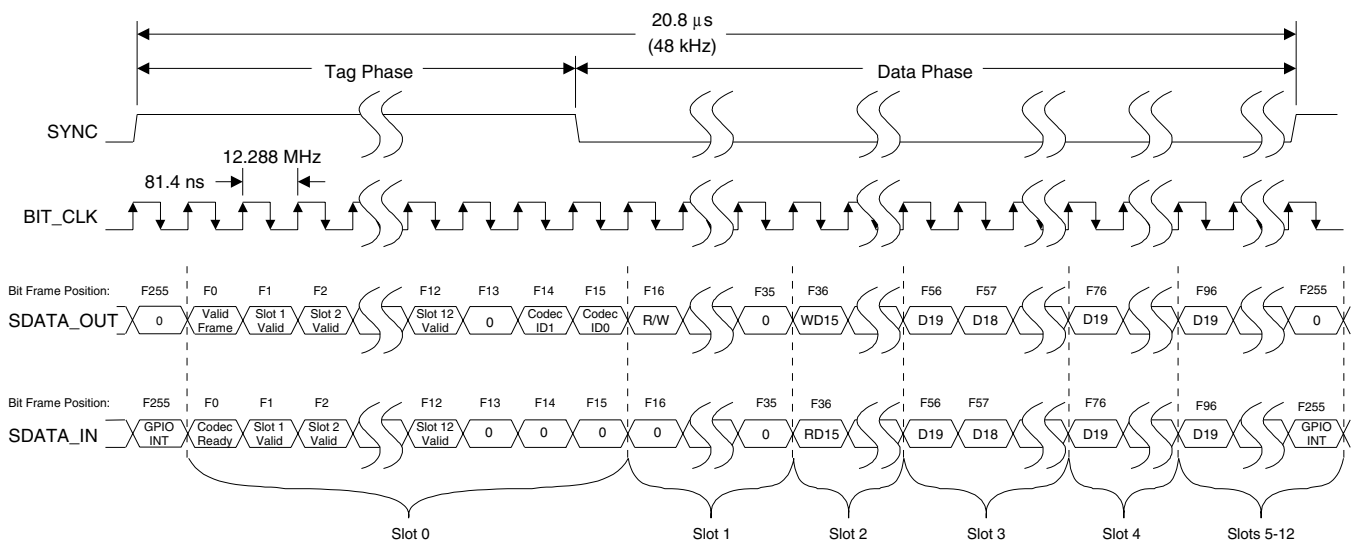 20.8 µs
(48 kHz)
Tag Phase
Data Phase
SYNC
12.288 MHz
81.4 ns
BIT_CLK
Bit Frame Position: F255 F0 F1 F2 F12 F13 F14 F15 F16 F35 F36 F56 F57 F76 F96 F255
SDATA_OUT 0 Valid Frame Slot 1 Valid Slot 2 Valid Slot 12 Valid 0 Codec ID1 Codec ID0 R/W 0 WD15 D19 D18 D19 D19 0
Bit Frame Position: F255 F0 F1 F2 F12 F13 F14 F15 F16 F35 F36 F56 F57 F76 F96 F255
SDATA_IN GPIO INT Codec Ready Slot 1 Valid Slot 2 Valid Slot 12 Valid 0 0 0 0 0 RD15 D19 D18 D19 D19 GPIO INT
Slot 0 Slot 1 Slot 2 Slot 3 Slot 4 Slots 5-12